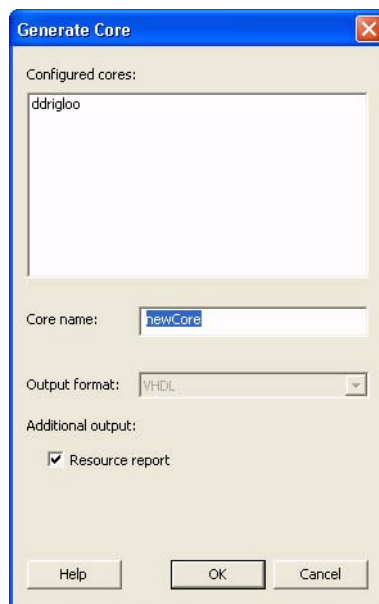 Generate Core
Configured cores:
ddrigloo
Core name: newCore
Output format: VHDL
Additional output:
Resource report
Help OK Cancel